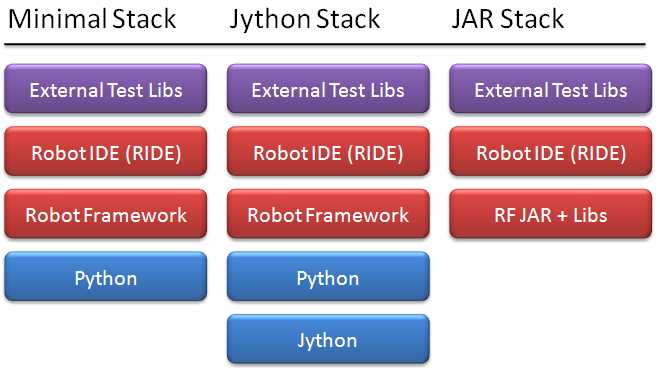 Minimal Stack Jython Stack JAR Stack
External Test Libs External Test Libs External Test Libs
Robot IDE (RIDE) Robot IDE (RIDE) Robot IDE (RIDE)
Robot Framework Robot Framework RF JAR + Libs
Python Python
Jython